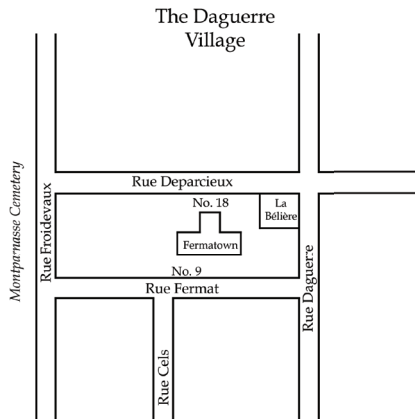 The Daguerre
Village
Rue Deparcieux
No. 18
La
Bélière
Fermatown
No. 9
Rue Fermat
Montparnasse Cemetery
Rue Froidevaux
Rue Cels
Rue Daguerre